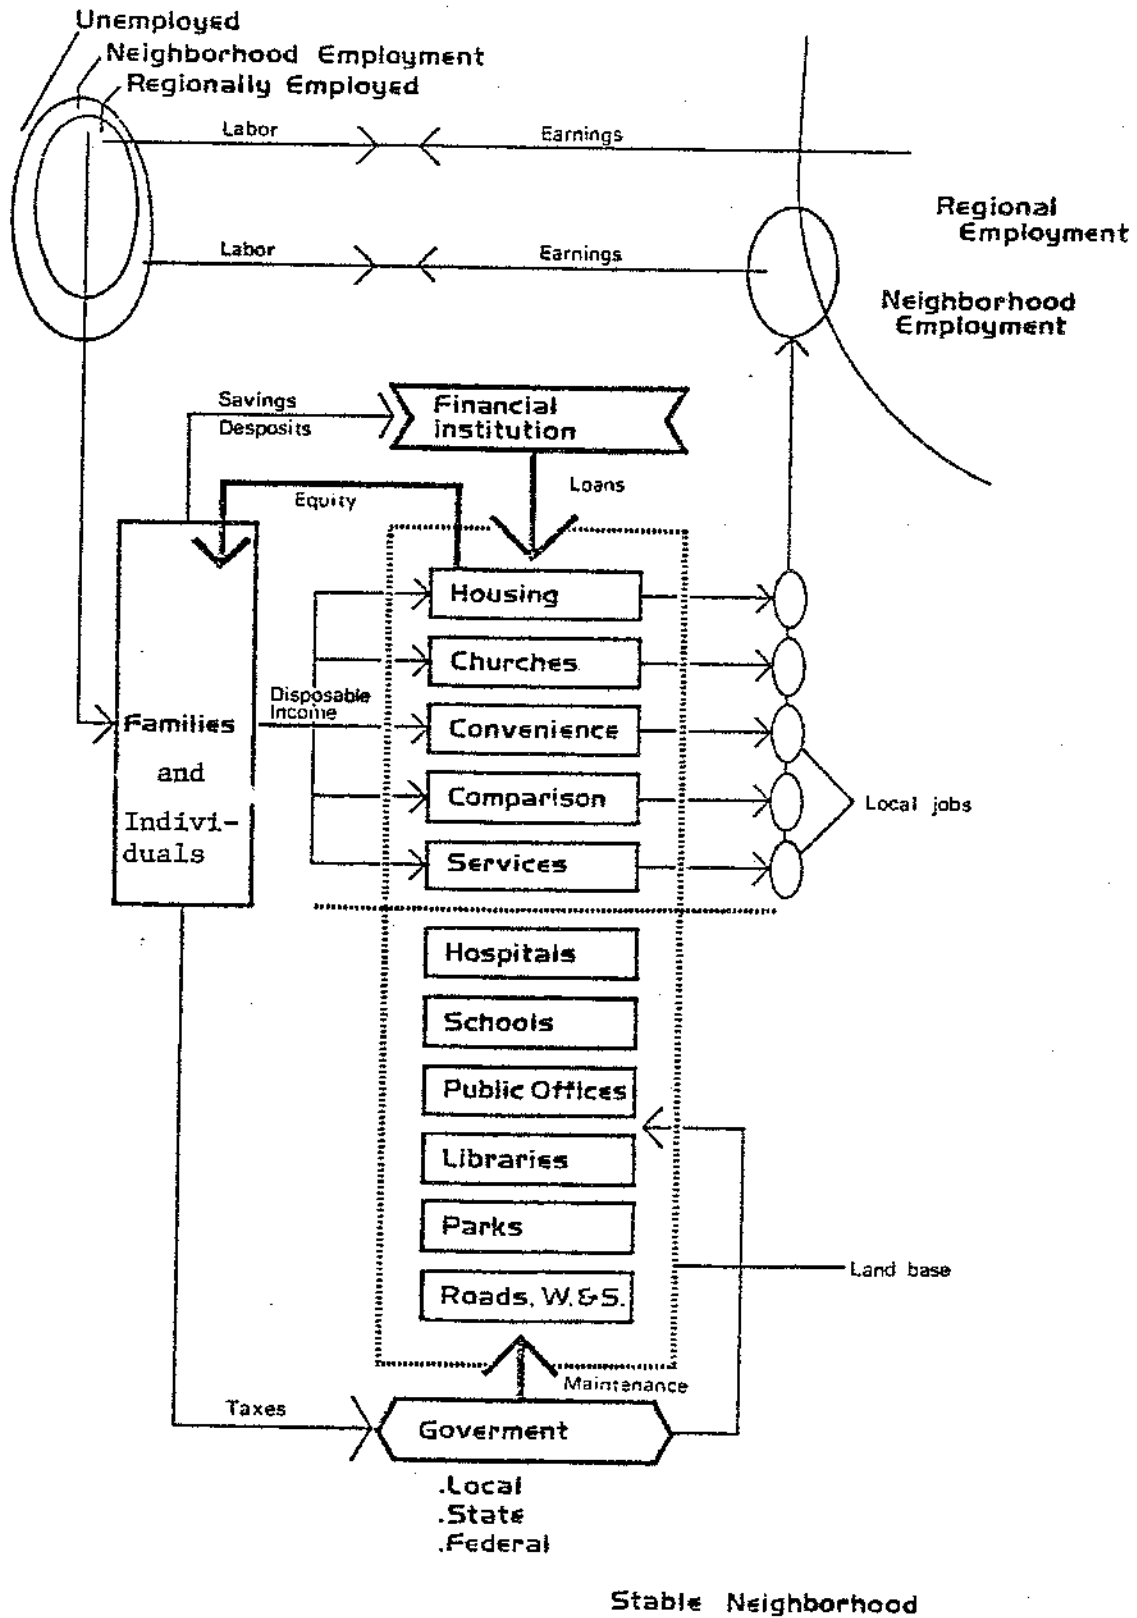 Unemployed
Neighborhood Employment
Regionally Employed
Labor
Earnings
Regional
Employment
Labor
Earnings
Neighborhood
Employment
Savings
Desposits
Financial
institution
Equity
Loans
Housing
Churches
Disposable
Income
Families
and
Indivi-
duals
Convenience
Comparison
Local jobs
Services
Hospitals
Schools
Public Offices
Libraries
Parks
Land base
Roads, W.&S.
Maintenance
Taxes
Goverment
.Local
.State
.Federal
Stable Neighborhood